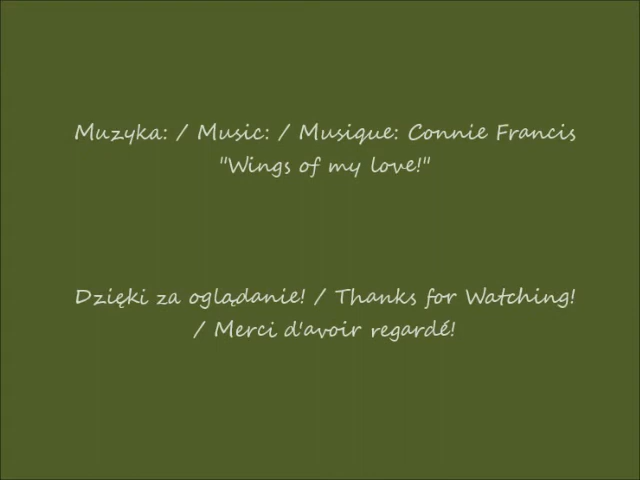 Muzyka: / Music: / Musique: Connie Francis
"Wings of my love!"
Dzięki za oglądanie! / Thanks for Watching!
/ Merci d'avoir regardé!